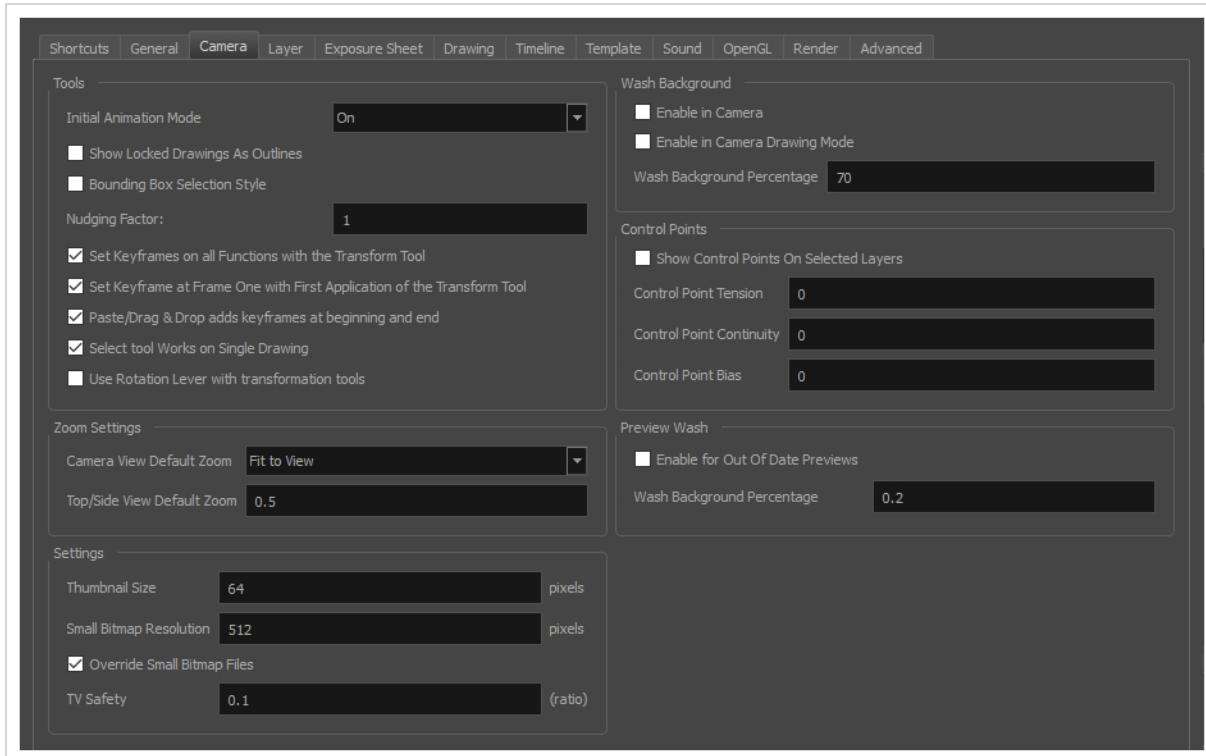 Shortcuts General Camera Layer Exposure Sheet Drawing Timeline Template Sound OpenGL Render Advanced
Tools
Initial Animation Mode On
Show Locked Drawings As Outlines
Bounding Box Selection Style
Nudging Factor: 1
Set Keyframes on all Functions with the Transform Tool
Set Keyframe at Frame One with First Application of the Transform Tool
Paste/Drag & Drop adds keyframes at beginning and end
Select tool Works on Single Drawing
Use Rotation Lever with transformation tools
Zoom Settings
Camera View Default Zoom Fit to View
Top/Side View Default Zoom 0.5
Settings
Thumbnail Size 64 pixels
Small Bitmap Resolution 512 pixels
Override Small Bitmap Files
TV Safety 0.1 (ratio)
Wash Background
Enable in Camera
Enable in Camera Drawing Mode
Wash Background Percentage 70
Control Points
Show Control Points On Selected Layers
Control Point Tension 0
Control Point Continuity 0
Control Point Bias 0
Preview Wash
Enable for Out Of Date Previews
Wash Background Percentage 0.2